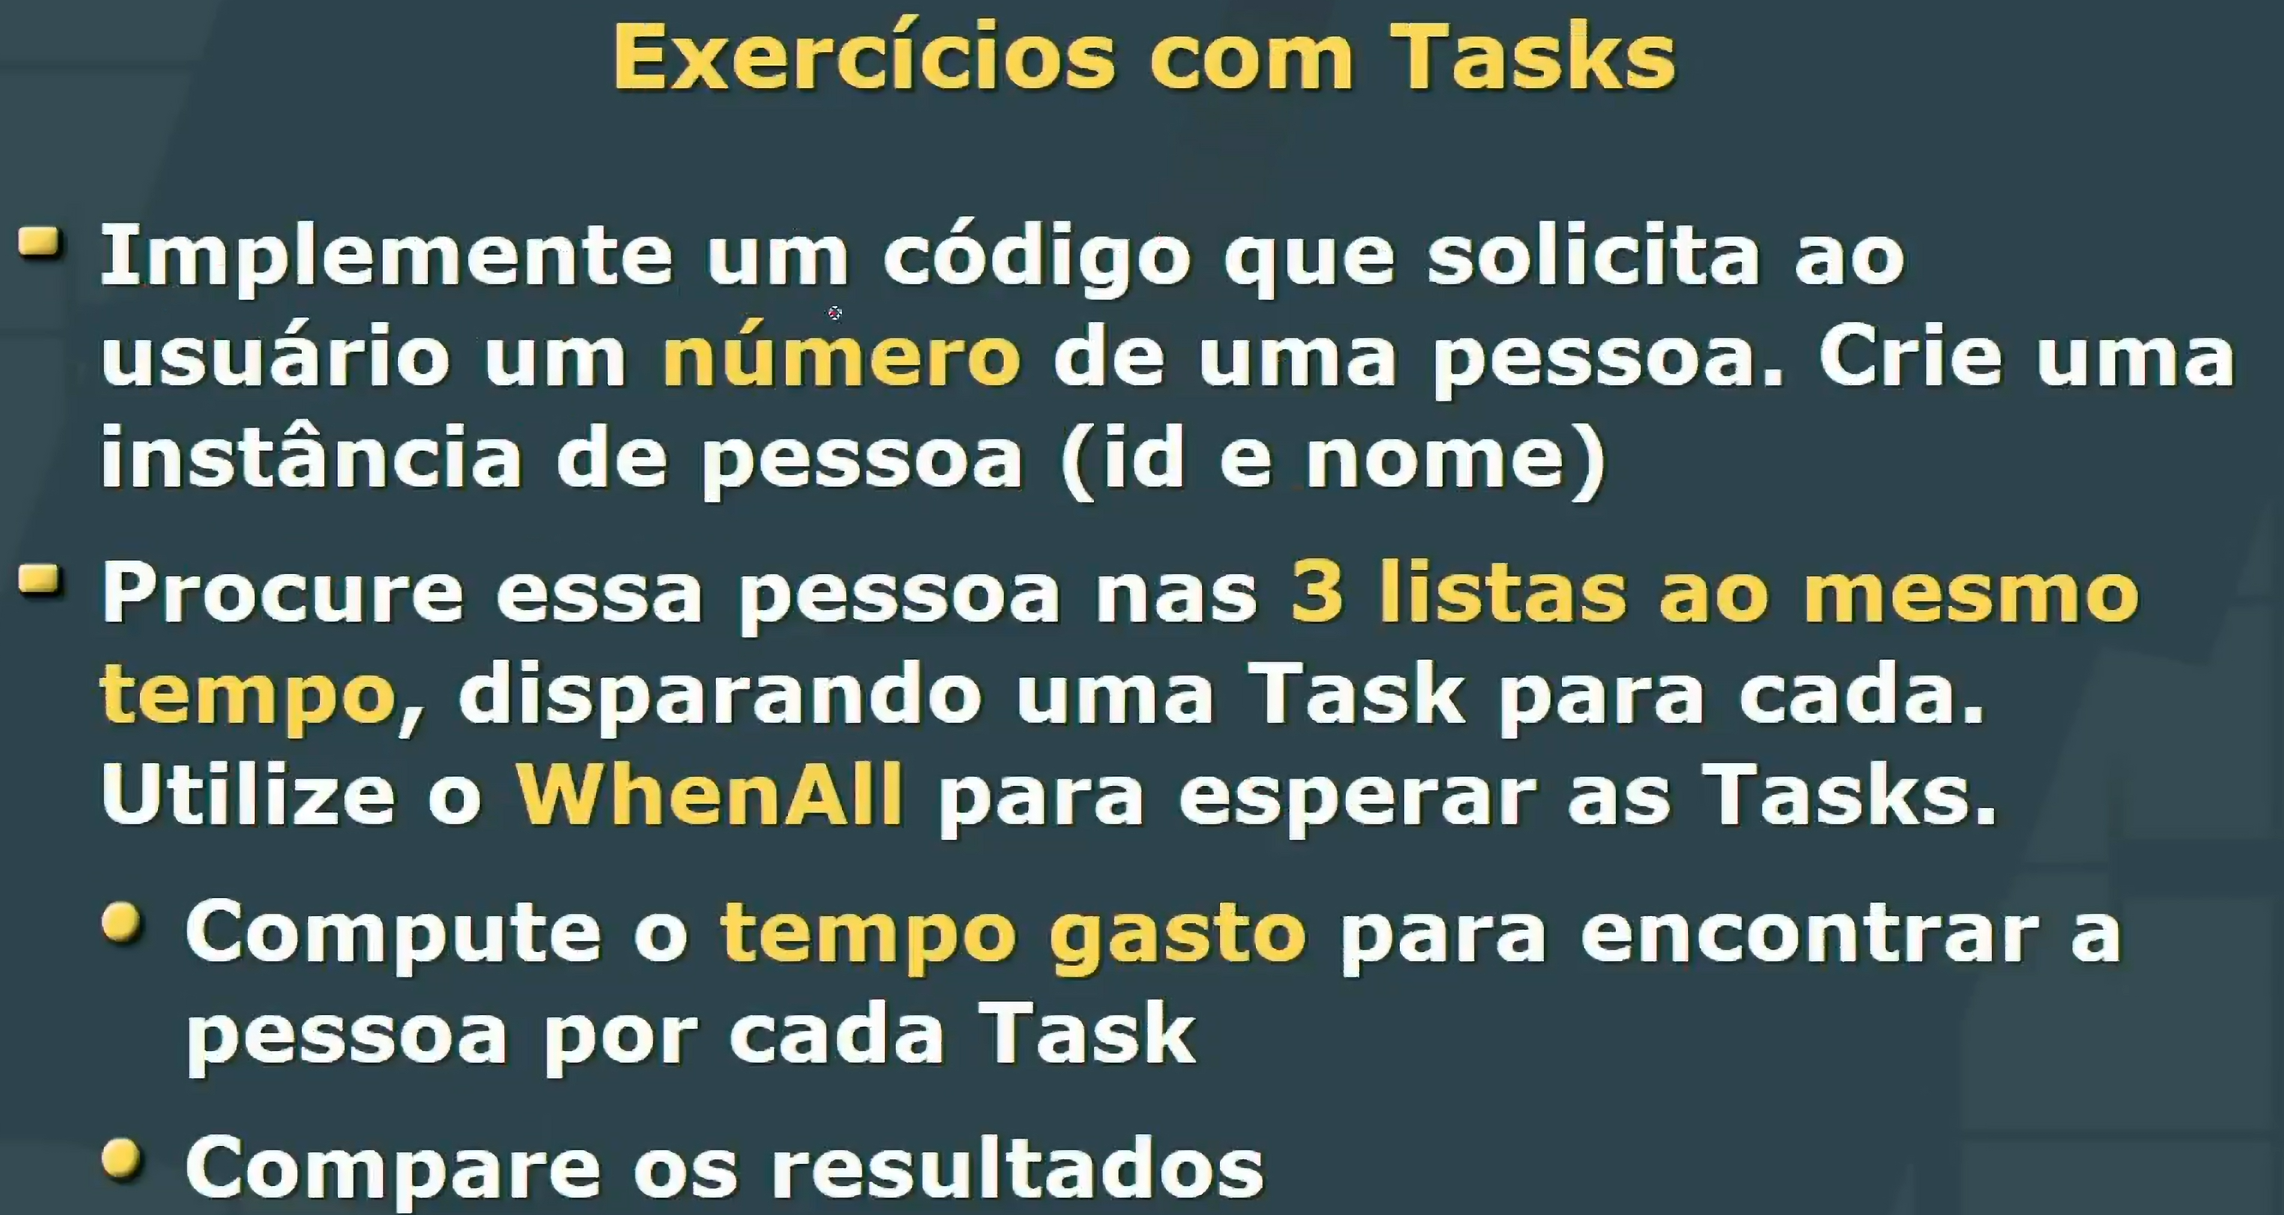 Exercícios com Tasks
Implemente um código que solicita ao
usuário um número de uma pessoa. Crie uma
instância de pessoa (id e nome)
Procure essa pessoa nas 3 listas ao mesmo
tempo, disparando uma Task para cada.
Utilize o WhenAll para esperar as Tasks.
Compute o tempo gasto para encontrar a
pessoa por cada Task
Compare os resultados